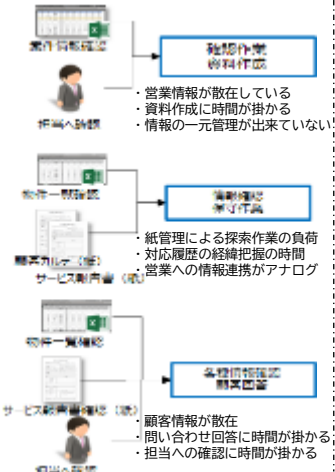 案件情報確認
確認作業
資料作成
担当へ確認
・営業情報が散在している
・資料作成に時間が掛かる
・情報の一元管理が出来ていない
物件一覧確認
情報確認
保守作業
顧客カルテ（紙）
サービス報告書（紙）
・紙管理による探索作業の負荷
・対応履歴の経緯把握の時間
・営業への情報連携がアナログ
物件一覧確認
各種情報確認
顧客回答
サービス報告書確認（紙）
担当へ確認
・顧客情報が散在
・問い合わせ回答に時間が掛かる
・担当への確認に時間が掛かる